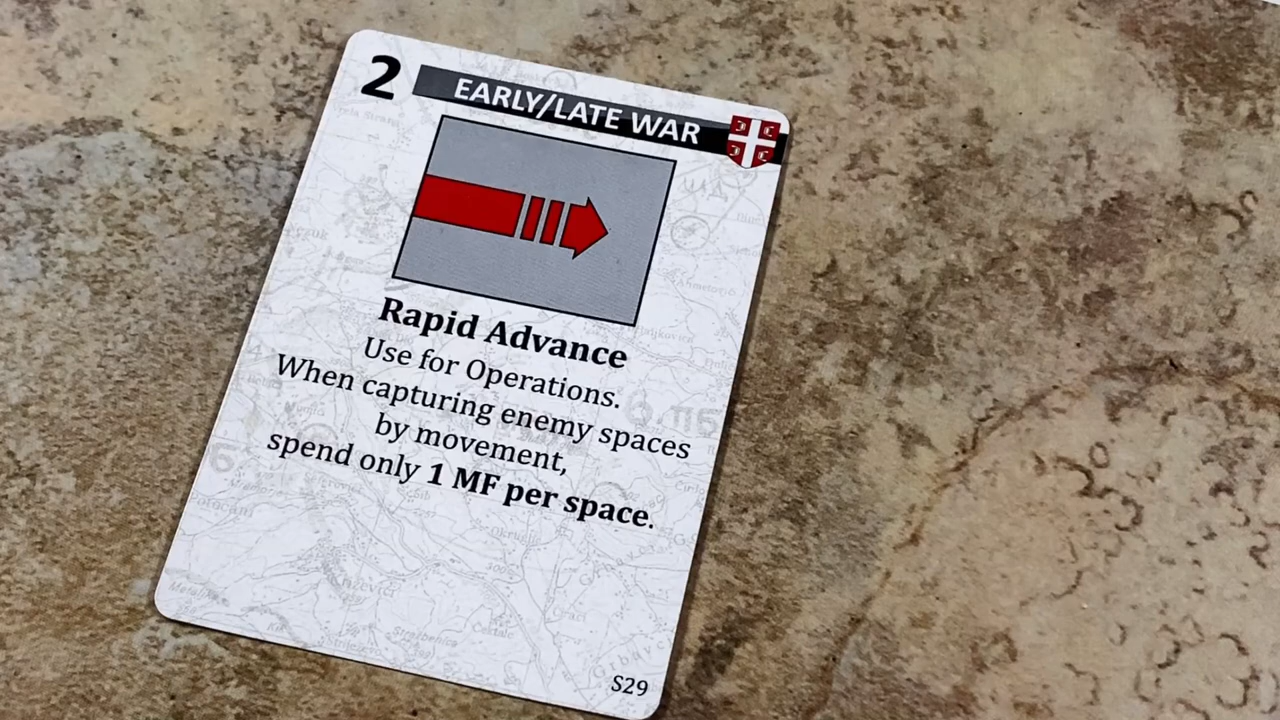 2
EARLY/LATE WAR
Rapid Advance
Use for Operations.
When capturing enemy spaces
by movement,
spend only 1 MF per space.
S29